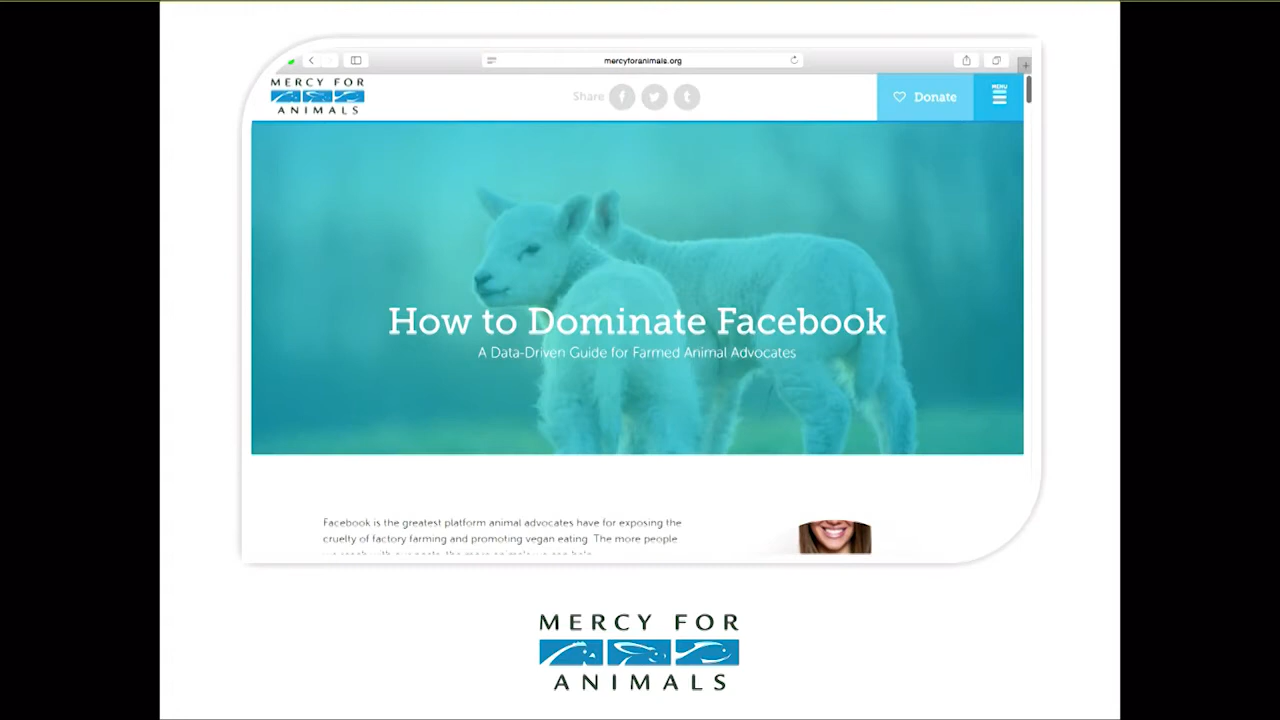 mercyforanimals.org
MERCY FOR
ANIMALS
Share
Donate
MENU
How to Dominate Facebook
A Data-Driven Guide for Farmed Animal Advocates
Facebook is the greatest platform animal advocates have for exposing the
cruelty of factory farming and promoting vegan eating. The more people
MERCY FOR
ANIMALS